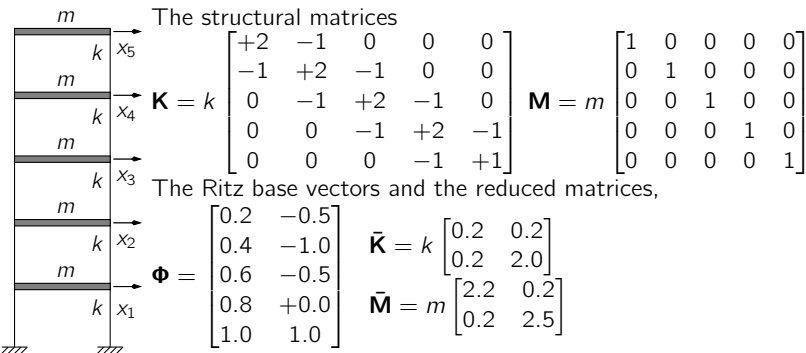 The structural matrices
K = k [+2 −1 0 0 0
−1 +2 −1 0 0
0 −1 +2 −1 0
0 0 −1 +2 −1
0 0 0 −1 +1]
M = m [1 0 0 0 0
0 1 0 0 0
0 0 1 0 0
0 0 0 1 0
0 0 0 0 1]
The Ritz base vectors and the reduced matrices,
Φ = [0.2 −0.5
0.4 −1.0
0.6 −0.5
0.8 +0.0
1.0 1.0]
K̄ = k [0.2 0.2
0.2 2.0]
M̄ = m [2.2 0.2
0.2 2.5]
m
k x₅
m
k x₄
m
k x₃
m
k x₂
m
k x₁